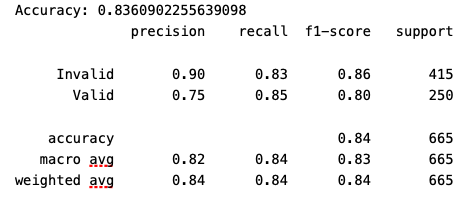 Accuracy: 0.8360902255639098
precision recall f1-score support
Invalid 0.90 0.83 0.86 415
Valid 0.75 0.85 0.80 250
accuracy 0.84 665
macro avg 0.82 0.84 0.83 665
weighted avg 0.84 0.84 0.84 665